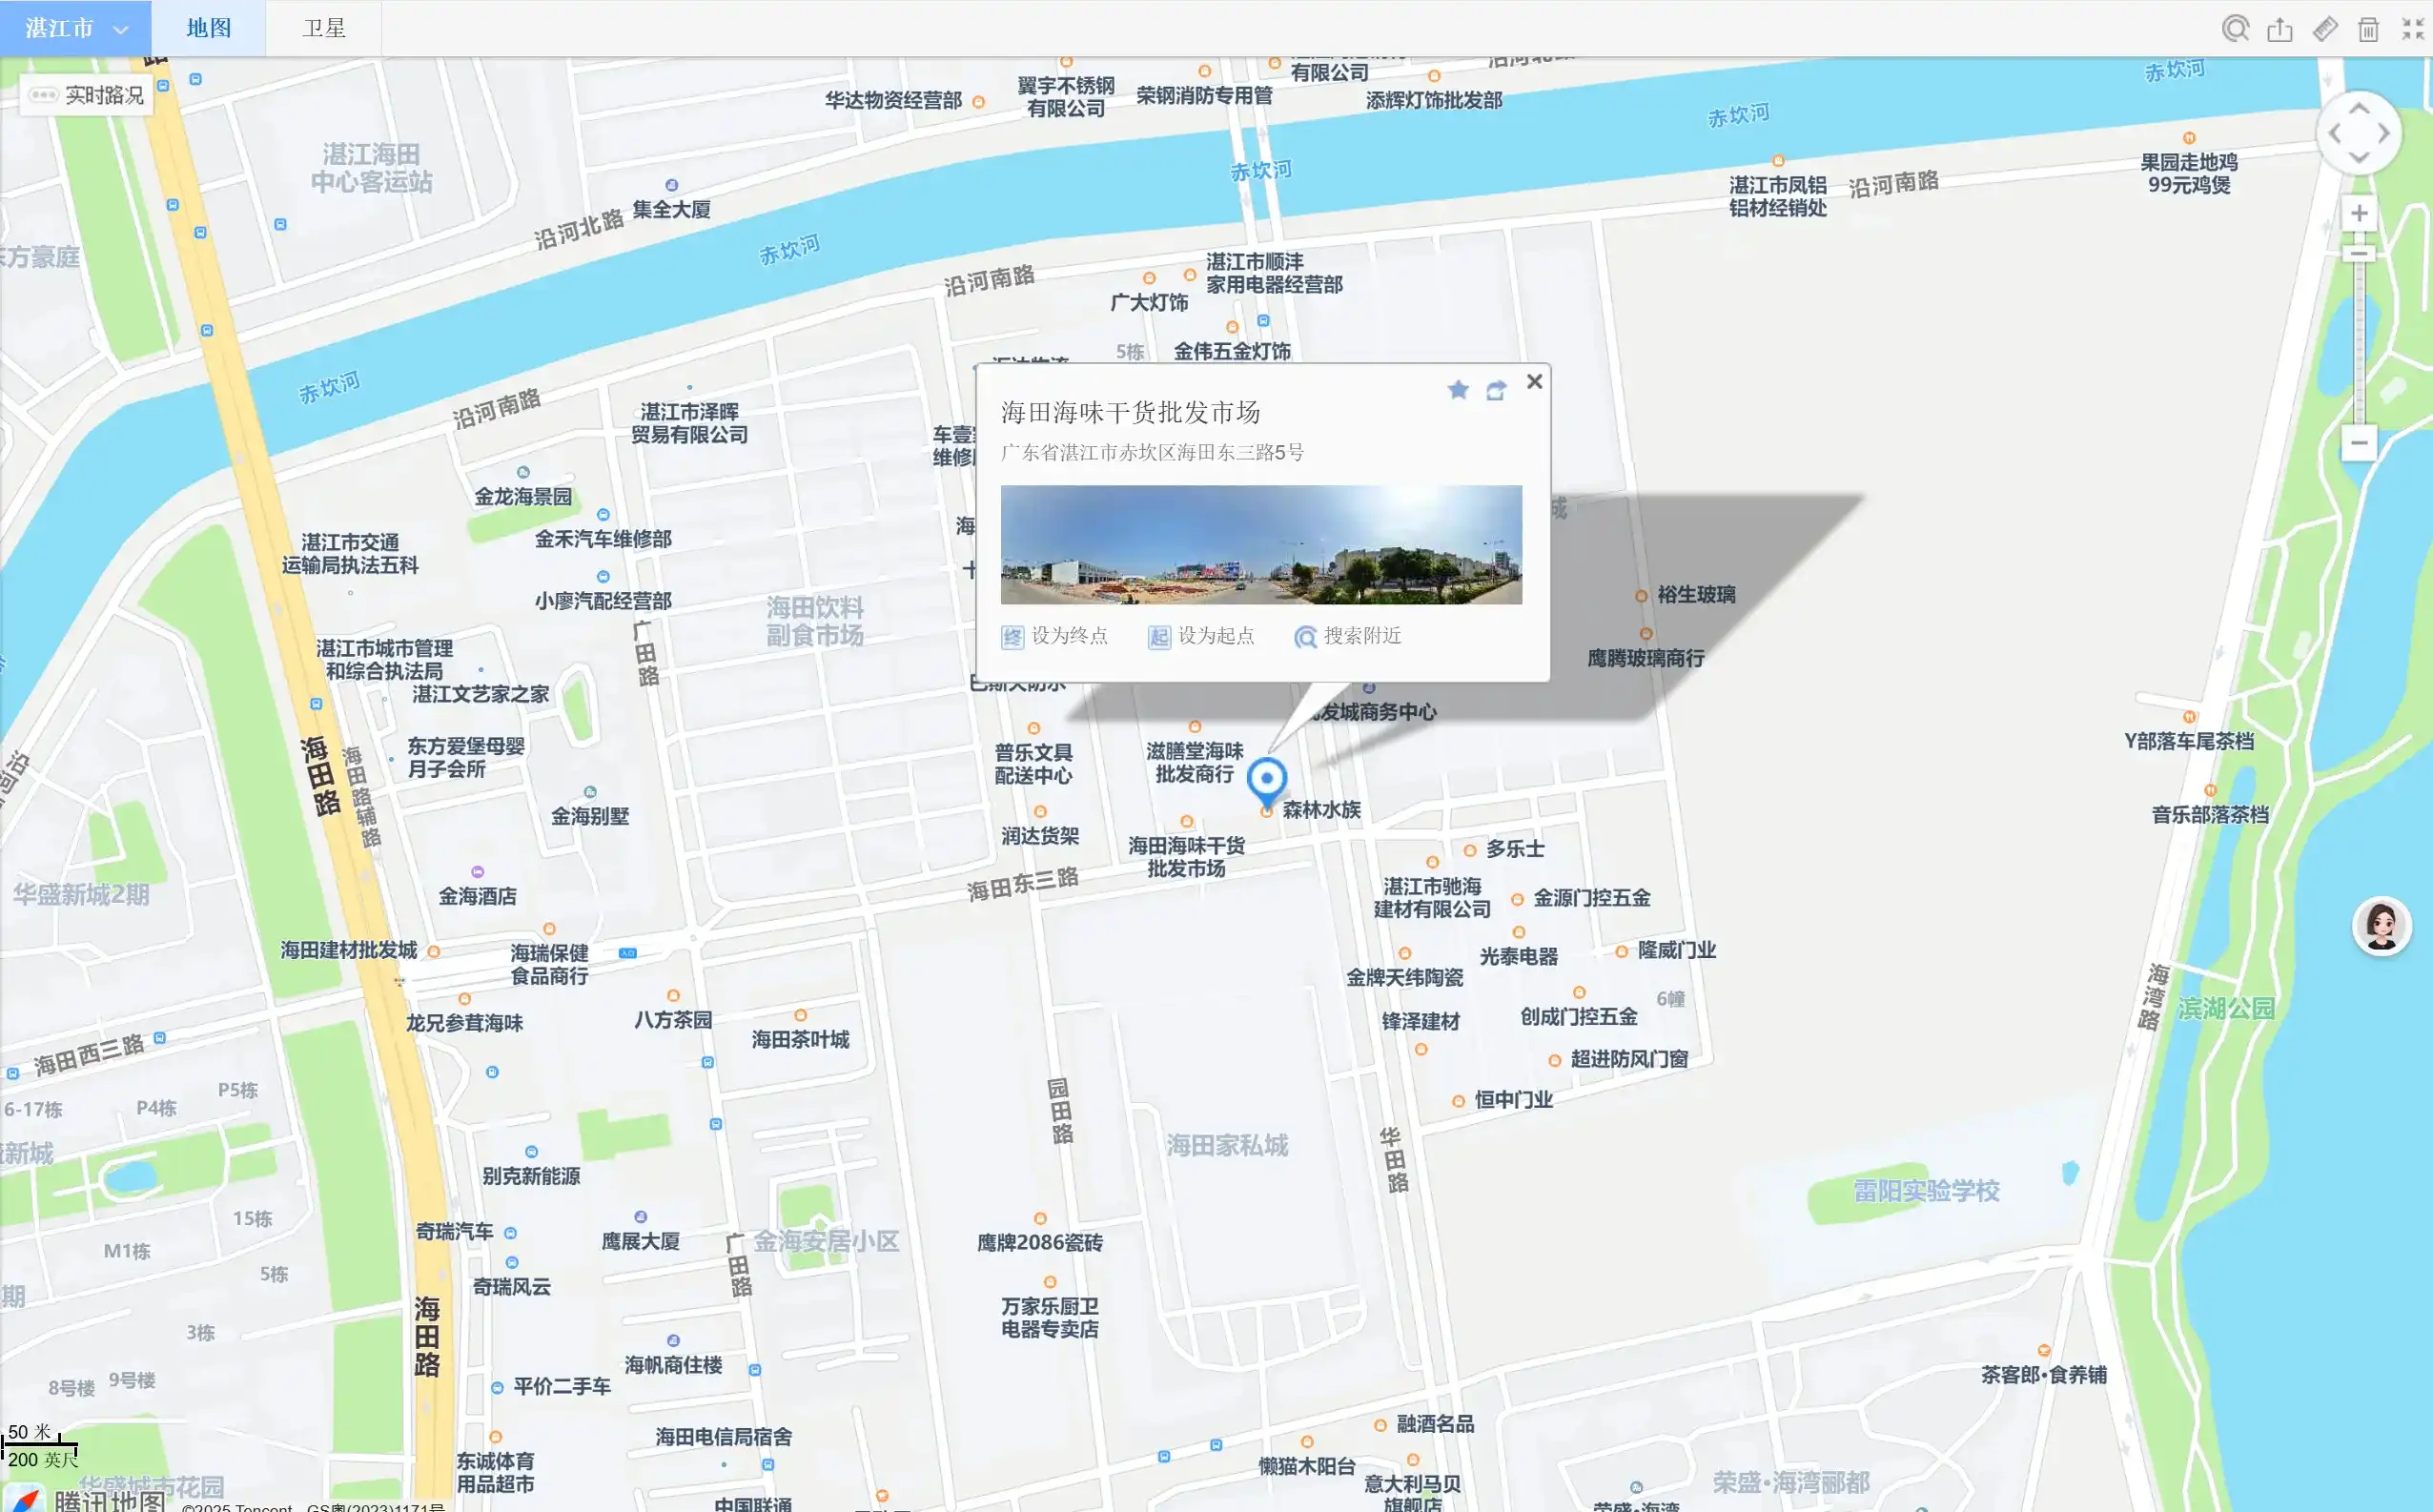 湛江市
地图
卫星
实时路况
沿河北路
赤坎河
有限公司
翼宇不锈钢
有限公司
荣钢消防专用管
华达物资经营部
添辉灯饰批发部
赤坎河
赤坎河
湛江海田
中心客运站
集全大厦
沿河北路
赤坎河
湛江市凤铝
铝材经销处
沿河南路
果园走地鸡
99元鸡煲
方豪庭
赤坎河
沿河南路
湛江市顺沣
家用电器经营部
广大灯饰
5栋
金伟五金灯饰
赤坎河
沿河南路
湛江市泽晖
贸易有限公司
车壹
维修
海田海味干货批发市场
广东省湛江市赤坎区海田东三路5号
终 设为终点
起 设为起点
搜索附近
金龙海景园
金禾汽车维修部
海
城
湛江市交通
运输局执法五科
小廖汽配经营部
海田饮料
副食市场
裕生玻璃
鹰腾玻璃商行
广田路
湛江市城市管理
和综合执法局
湛江文艺家之家
发城商务中心
东方爱堡母婴
月子会所
普乐文具
配送中心
滋膳堂海味
批发商行
Y部落车尾茶档
海田路
海田路辅路
沿河
金海别墅
森林水族
润达货架
音乐部落茶档
海田海味干货
批发市场
多乐士
华盛新城2期
金海酒店
海田东三路
湛江市驰海
建材有限公司
金源门控五金
海田建材批发城
海瑞保健
食品商行
入口
光泰电器
隆威门业
金牌天纬陶瓷
6幢
海湾路
滨湖公园
龙兄参茸海味
八方茶园
海田茶叶城
锋泽建材
创成门控五金
海田西三路
超进防风门窗
P5栋
6-17栋
P4栋
恒中门业
园田路
新城
海田家私城
华田路
别克新能源
雷阳实验学校
15栋
奇瑞汽车
鹰展大厦
广田路
金海安居小区
鹰牌2086瓷砖
M1栋
5栋
奇瑞风云
期
万家乐厨卫
电器专卖店
3栋
海田路
海帆商住楼
茶客郎·食养铺
8号楼
9号楼
平价二手车
50 米
200 英尺
海田电信局宿舍
融酒名品
东诚体育
用品超市
懒猫木阳台
意大利马贝
旗舰店
华盛城市花园
荣盛·海湾郦都
荣盛·海湾
中国联通
腾讯地图
©2025 Tencent - GS粤(2023)1171号